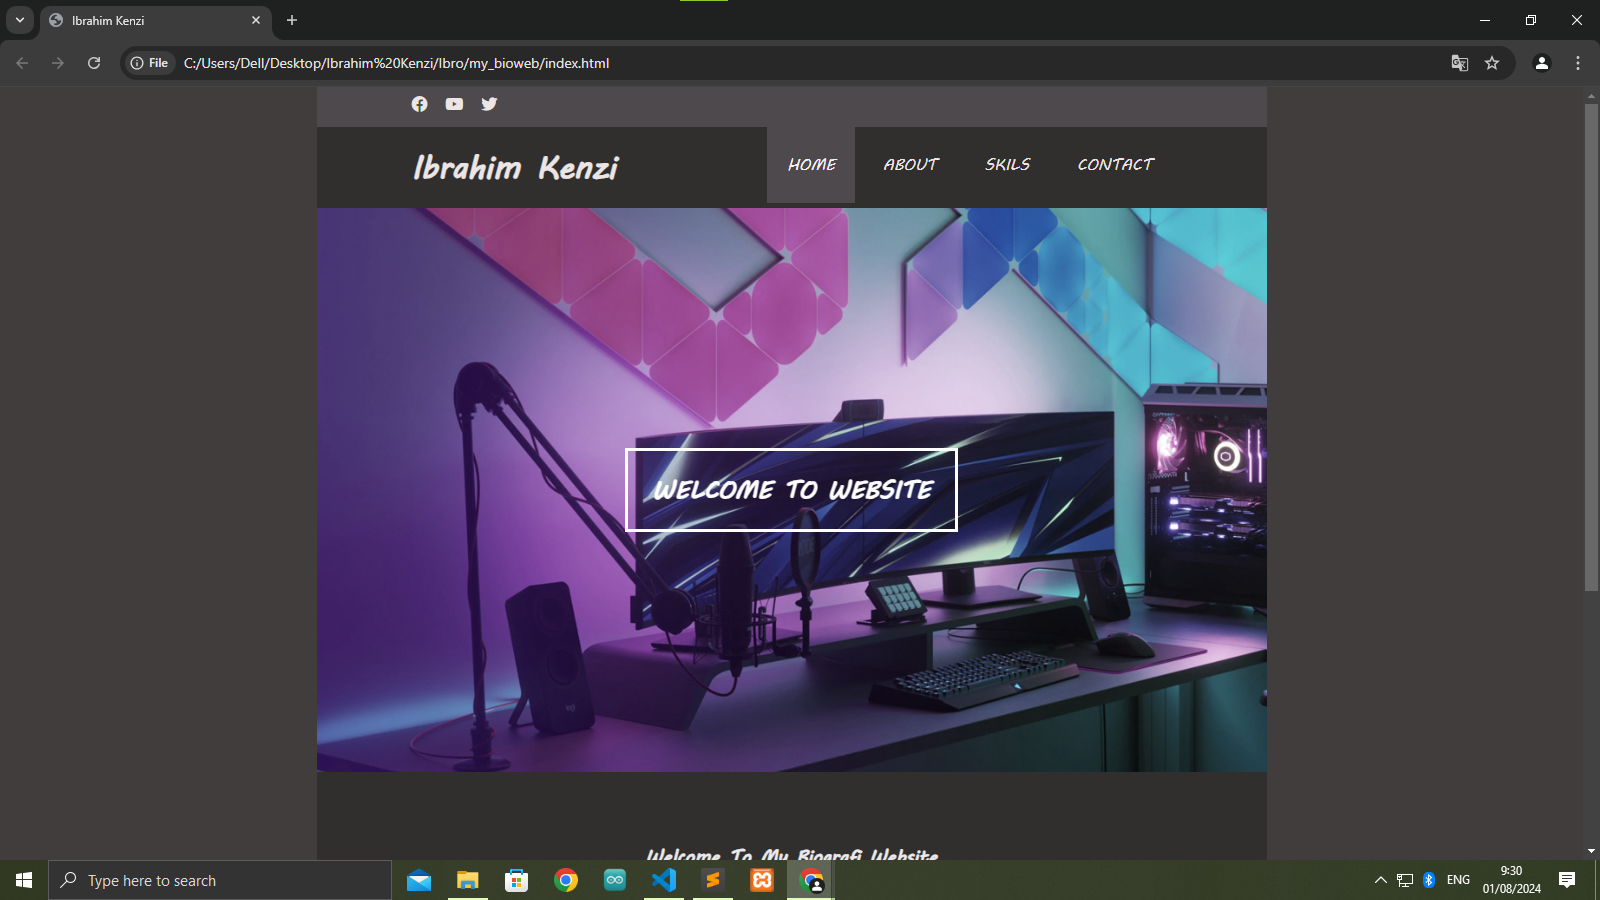 Ibrahim Kenzi
File
C:/Users/Dell/Desktop/Ibrahim%20Kenzi/Ibro/my_bioweb/index.html
Ibrahim Kenzi
HOME
ABOUT
SKILS
CONTACT
WELCOME TO WEBSITE
Welcome To My Biografi Website
Type here to search
ENG
9:30
01/08/2024